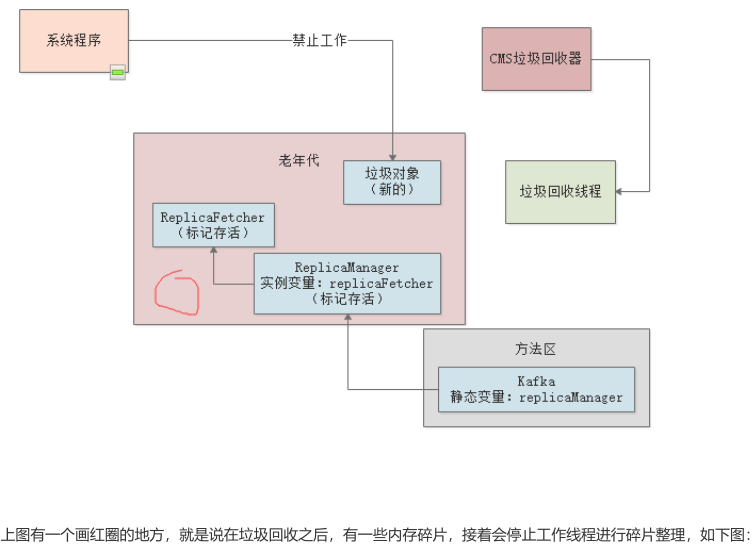 系统程序
禁止工作
CMS垃圾回收器
老年代
垃圾对象
（新的）
垃圾回收线程
ReplicaFetcher
（标记存活）
ReplicaManager
实例变量：replicaFetcher
（标记存活）
方法区
Kafka
静态变量：replicaManager
上图有一个画红圈的地方，就是说在垃圾回收之后，有一些内存碎片，接着会停止工作线程进行碎片整理，如下图：